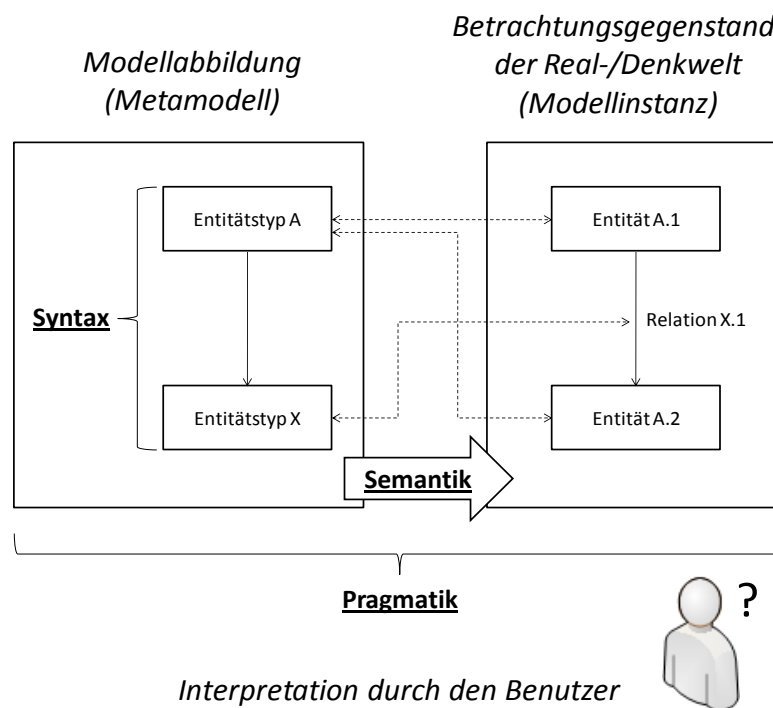 Modellabbildung
(Metamodell)
Betrachtungsgegenstand
der Real-/Denkwelt
(Modellinstanz)
Entitätstyp A
Entität A.1
Syntax
Relation X.1
Entitätstyp X
Entität A.2
Semantik
Pragmatik
?
Interpretation durch den Benutzer